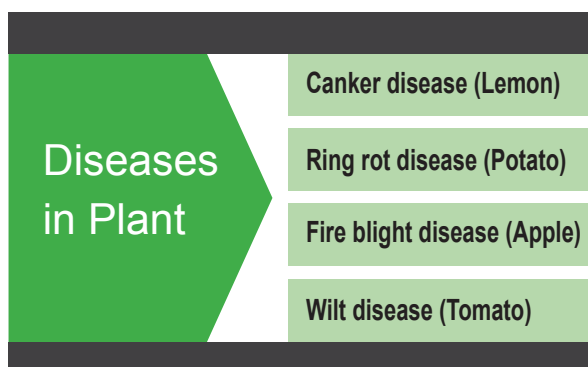 Diseases
in Plant
Canker disease (Lemon)
Ring rot disease (Potato)
Fire blight disease (Apple)
Wilt disease (Tomato)